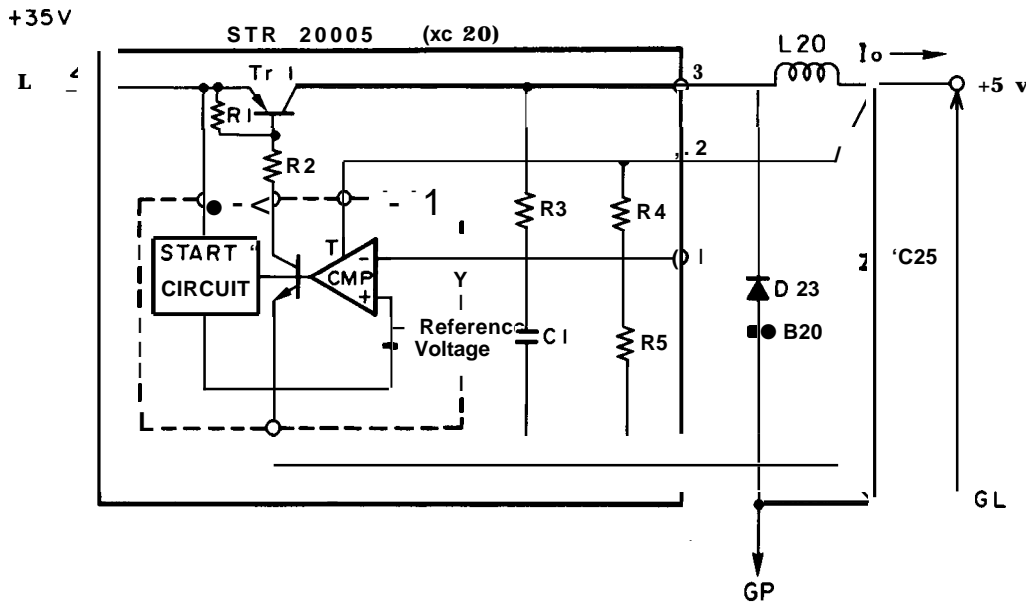 +35V
STR 20005 (xc 20)
L20
Io
L
Tr 1
3
+5 v
R1
R2
,. 2
- 1
R3
R4
START
CIRCUIT
T
-
CMP
+
1
Y
'C25
D 23
Reference
Voltage
C1
R5
B20
GL
GP